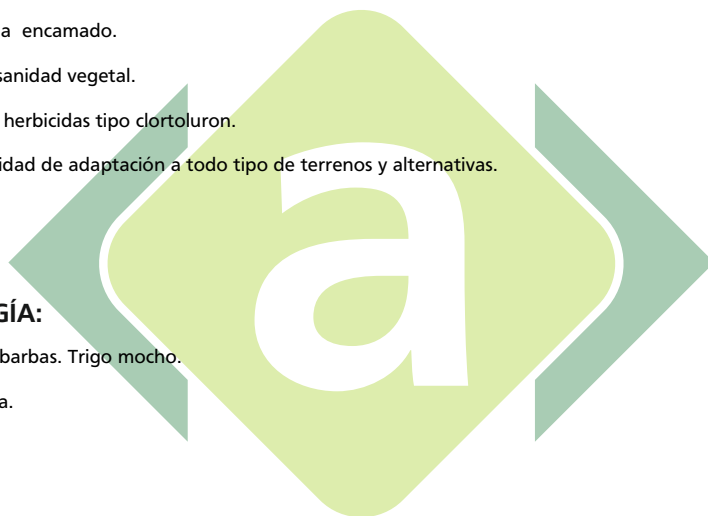 a encamado.
sanidad vegetal.
herbicidas tipo clortoluron.
idad de adaptación a todo tipo de terrenos y alternativas.
GÍA:
barbas. Trigo mocho.
a.
a